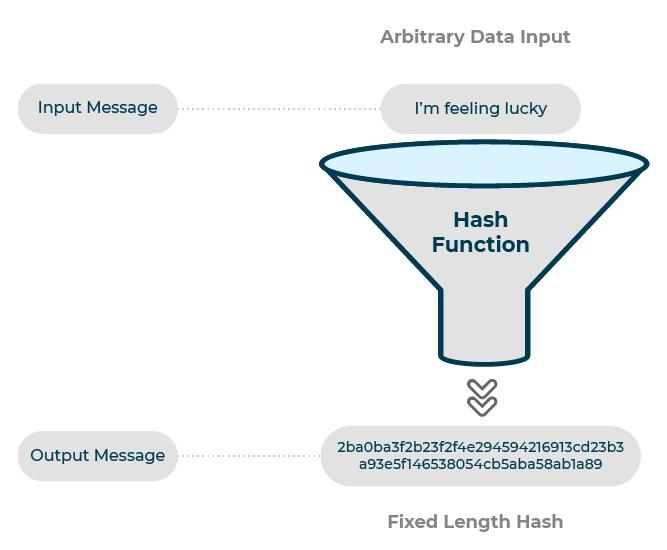 Arbitrary Data Input
Input Message
I'm feeling lucky
Hash
Function
Output Message
2ba0ba3f2b23f2f4e294594216913cd23b3
a93e5f146538054cb5aba58ab1a89
Fixed Length Hash